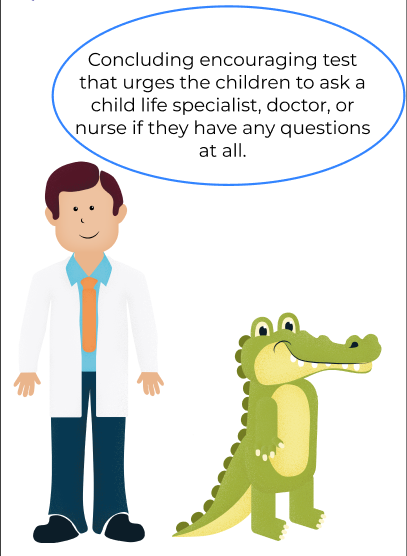 Concluding encouraging test
that urges the children to ask a
child life specialist, doctor, or
nurse if they have any questions
at all.